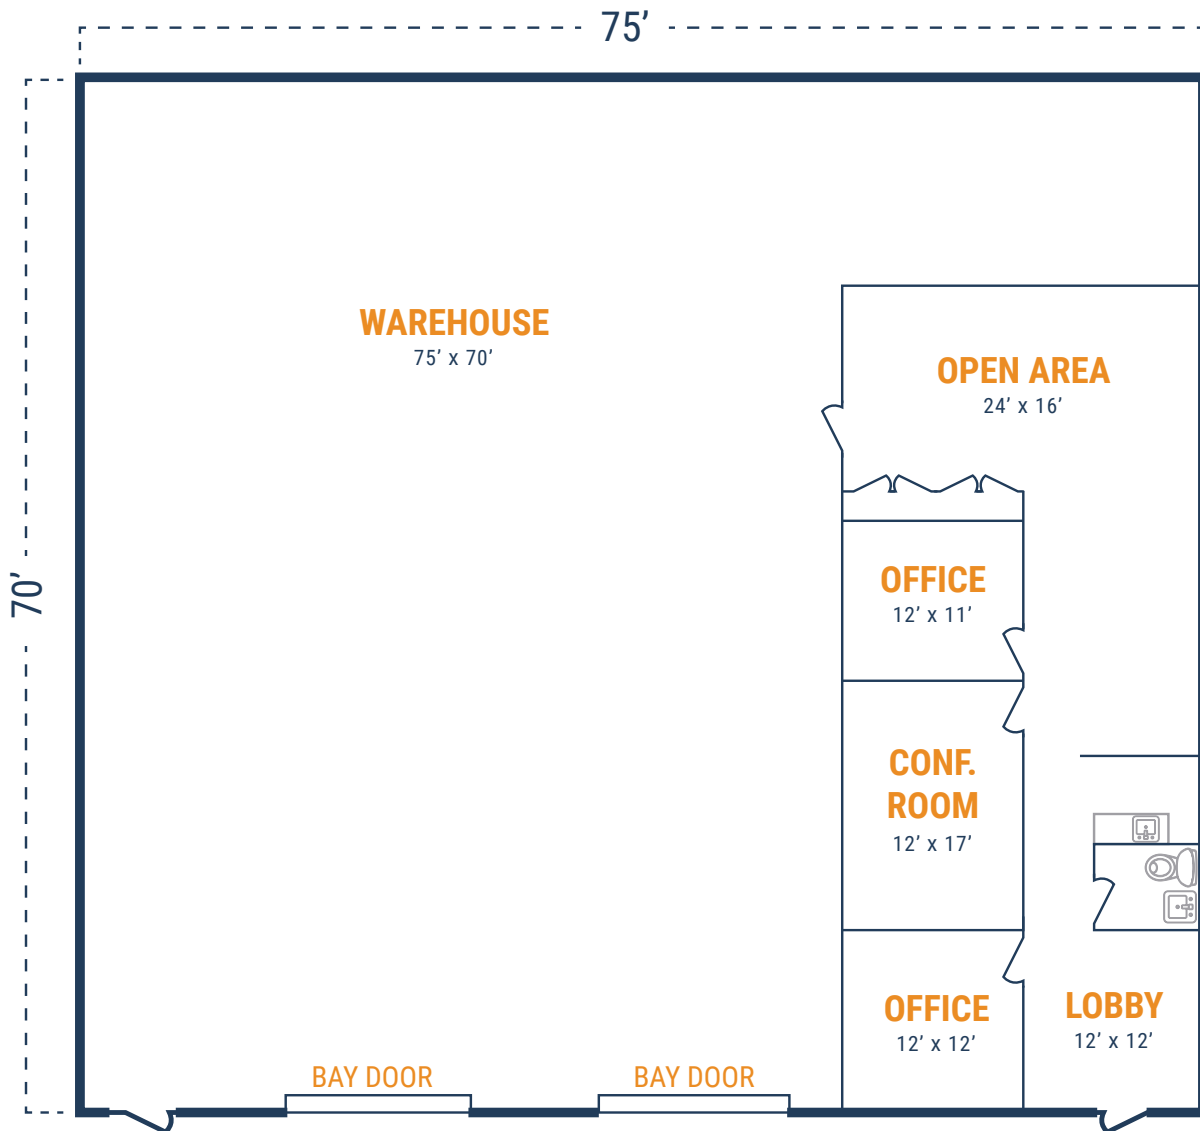 75’
70’
WAREHOUSE
75’ x 70’
OPEN AREA
24’ x 16’
OFFICE
12’ x 11’
CONF.
ROOM
12’ x 17’
OFFICE
12’ x 12’
LOBBY
12’ x 12’
BAY DOOR
BAY DOOR